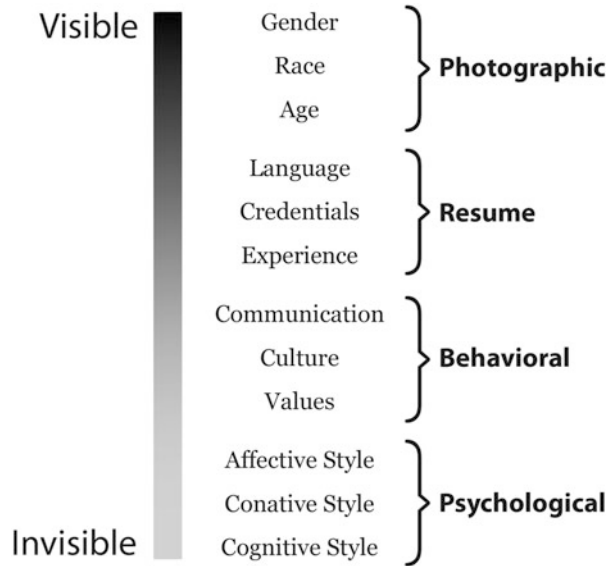 Visible
Gender
Race
Age
Photographic
Language
Credentials
Experience
Resume
Communication
Culture
Values
Behavioral
Affective Style
Conative Style
Cognitive Style
Psychological
Invisible